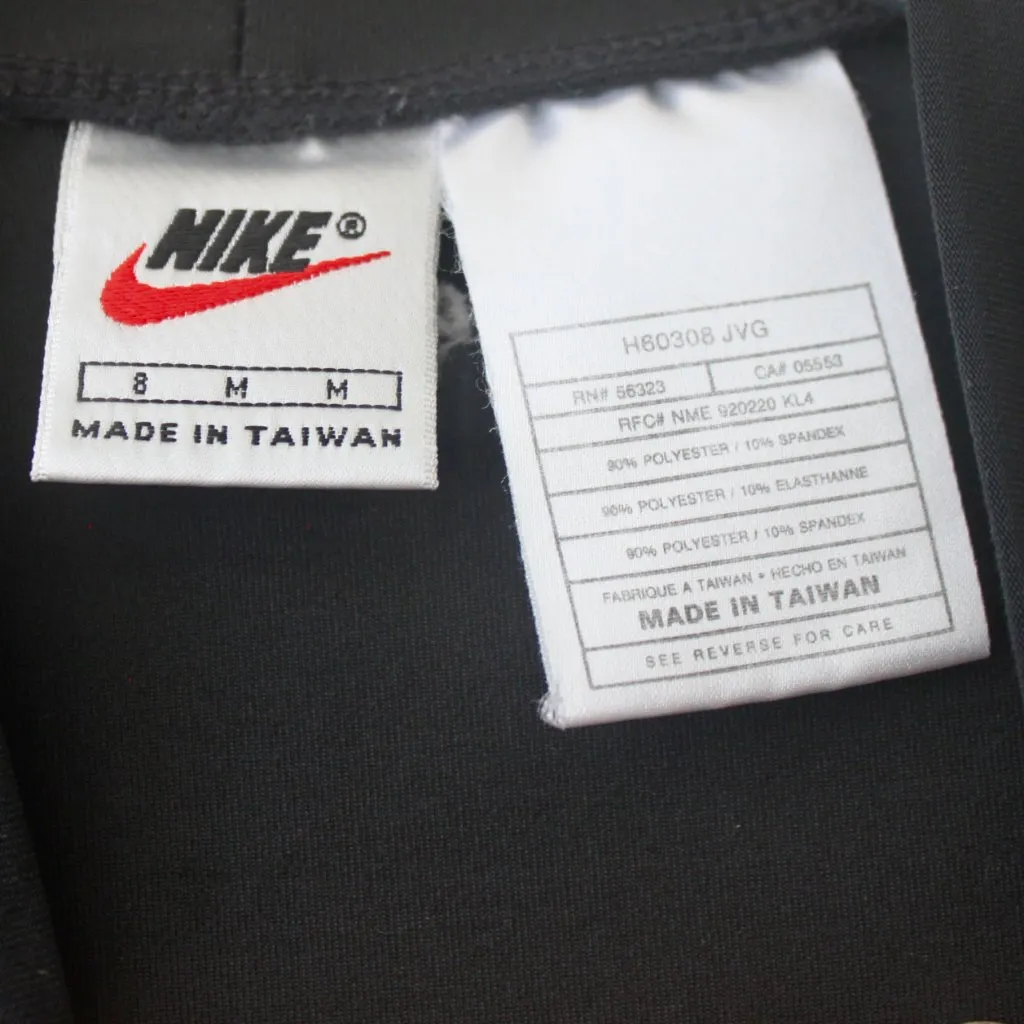 NIKE®
8 M M
MADE IN TAIWAN
H60308 JVG
RN# 56323 CA# 05553
RFC# NME 920220 KL4
90% POLYESTER / 10% SPANDEX
90% POLYESTER / 10% ELASTHANNE
90% POLYESTER / 10% SPANDEX
FABRIQUE A TAIWAN • HECHO EN TAIWAN
MADE IN TAIWAN
SEE REVERSE FOR CARE